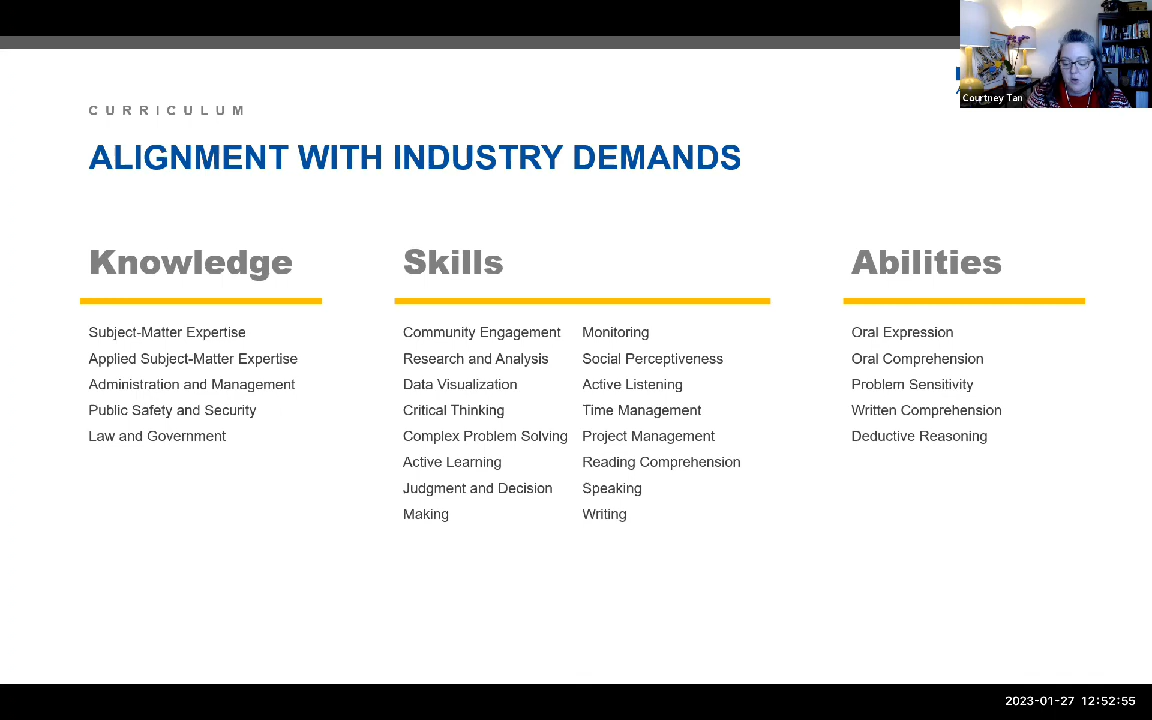 Courtney Tan
CURRICULUM
ALIGNMENT WITH INDUSTRY DEMANDS
Knowledge
Subject-Matter Expertise
Applied Subject-Matter Expertise
Administration and Management
Public Safety and Security
Law and Government
Skills
Community Engagement
Research and Analysis
Data Visualization
Critical Thinking
Complex Problem Solving
Active Learning
Judgment and Decision
Making
Monitoring
Social Perceptiveness
Active Listening
Time Management
Project Management
Reading Comprehension
Speaking
Writing
Abilities
Oral Expression
Oral Comprehension
Problem Sensitivity
Written Comprehension
Deductive Reasoning
2023-01-27 12:52:55